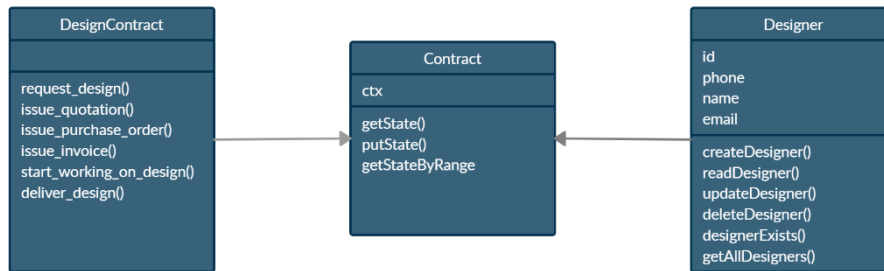 DesignContract
request_design()
issue_quotation()
issue_purchase_order()
issue_invoice()
start_working_on_design()
deliver_design()
Contract
ctx
getState()
putState()
getStateByRange
Designer
id
phone
name
email
createDesigner()
readDesigner()
updateDesigner()
deleteDesigner()
designerExists()
getAllDesigners()